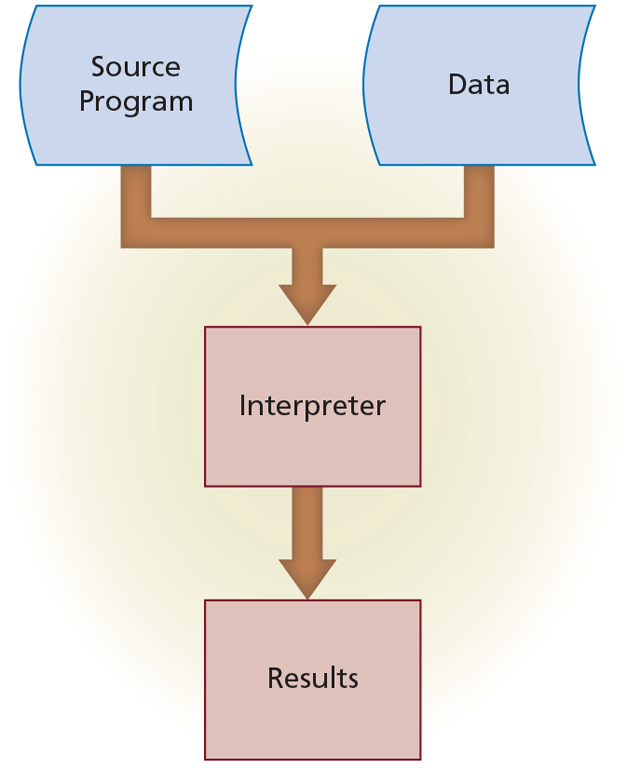 Source
Program
Data
Interpreter
Results